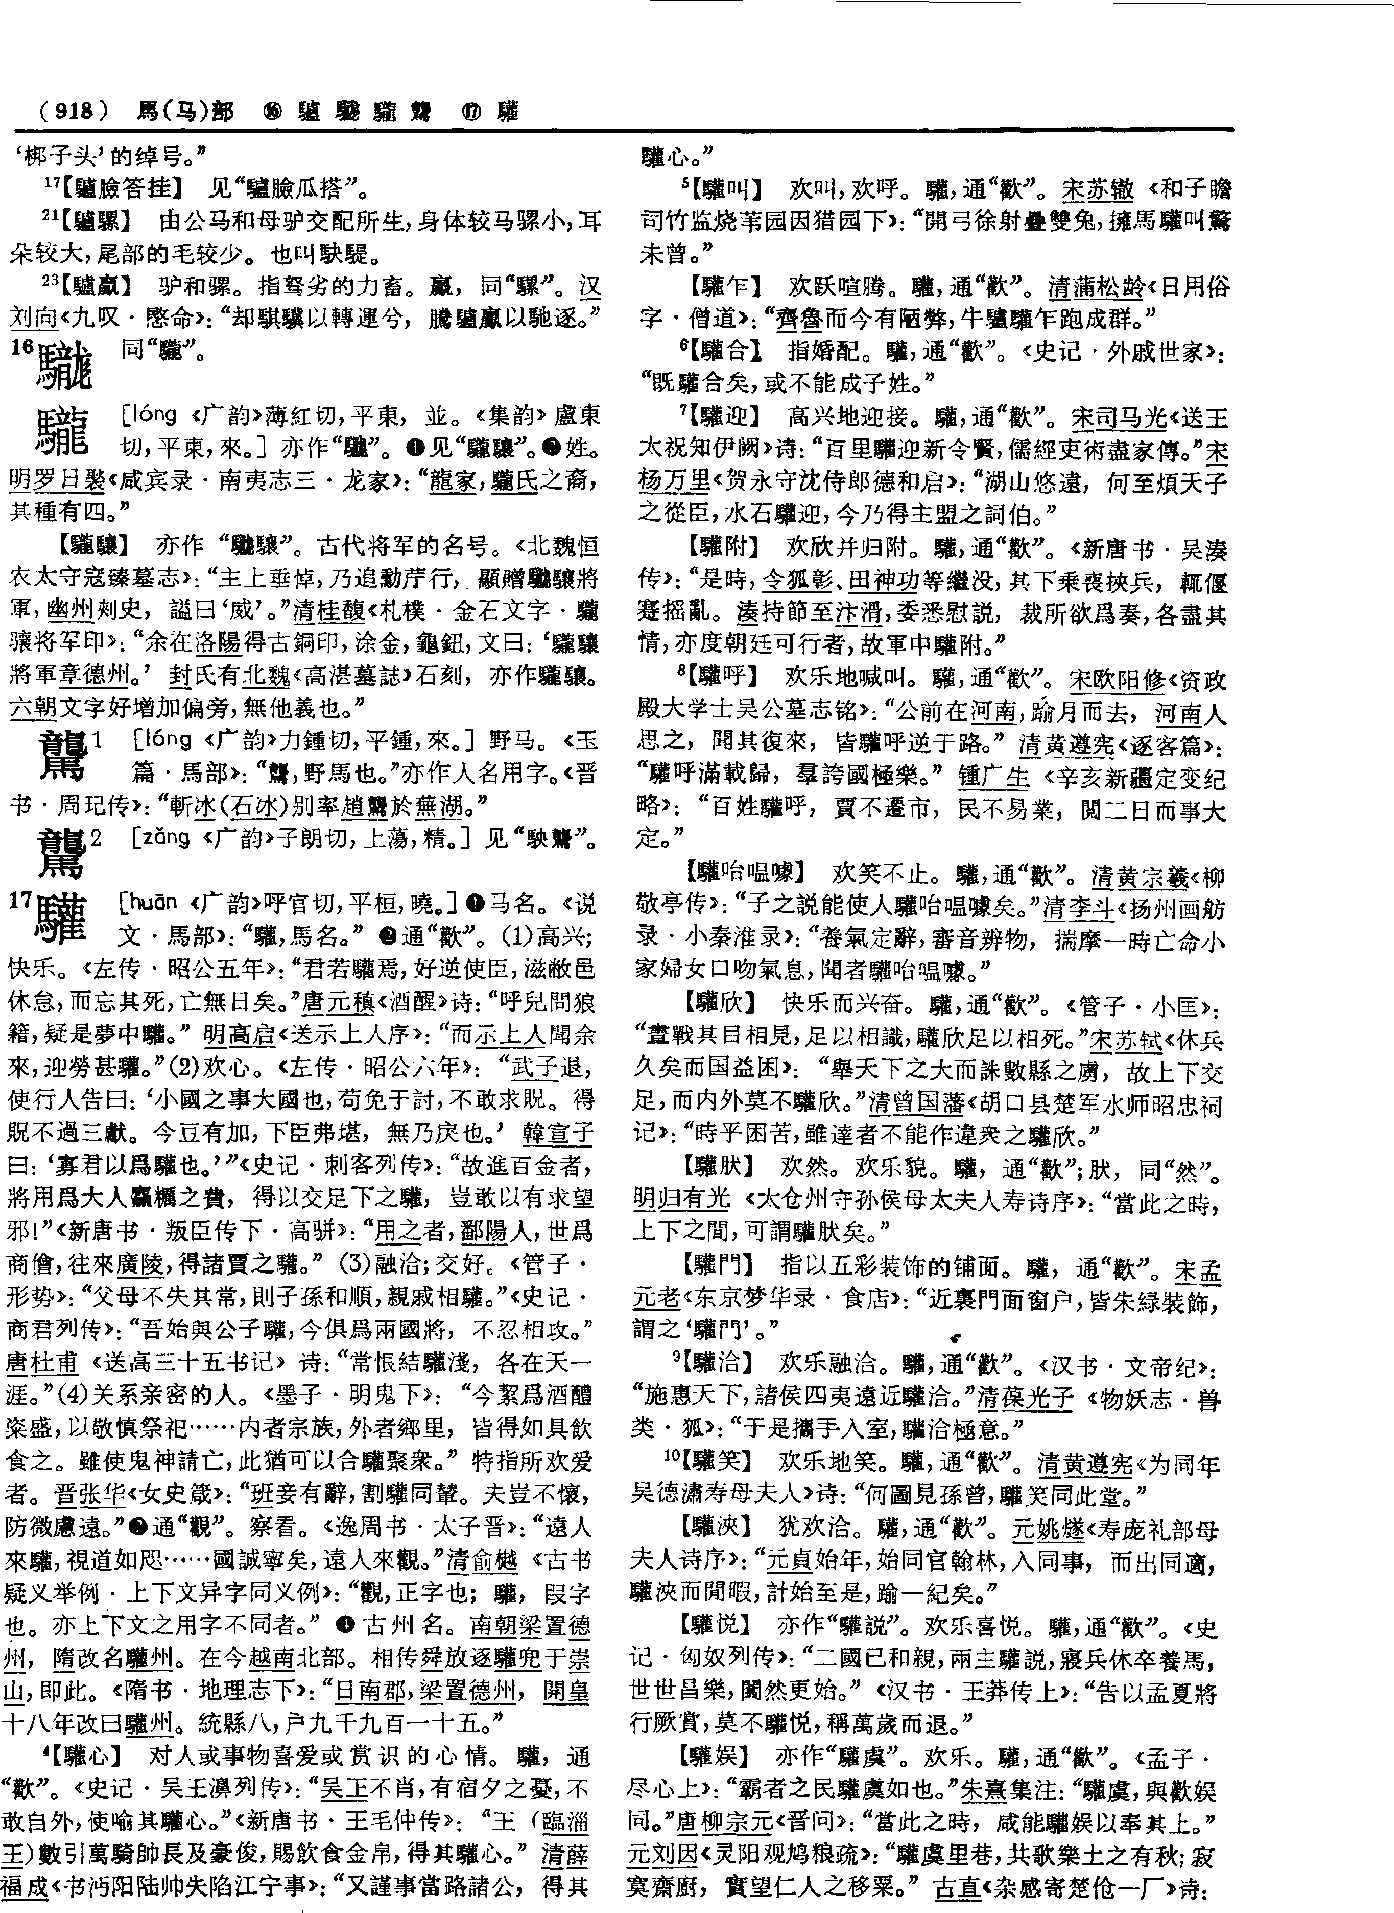 (918) 馬(马)部 ⑯ 驢 驡 驡 ⑰ 驩
‘梆子头’的绰号。”
17【驢臉答挂】 见“驢臉瓜搭”。
21【驢騾】 由公马和母驴交配所生,身体较马骡小,耳
朵较大,尾部的毛较少。也叫駃騠。
23【驢驘】 驴和骡。指驽劣的力畜。驘,同“騾”。汉
刘向《九叹·愍命》:“却騏驥以轉運兮,騰驢驘以馳逐。”
16 同“驡”。
[lóng《广韵》薄紅切,平東,並。《集韵》盧東
切,平東,來。]亦作“”。❶见“驤”。❷姓。
明罗日褧《咸宾录·南夷志三·龙家》:“龍家,氏之裔,
其種有四。”
【驤】 亦作“驤”。古代将军的名号。《北魏恒
农太守寇臻墓志》:“主上垂悼,乃追勳庁行,顯贈驤將
軍,幽州刾史,謚曰‘威’。”清桂馥《札樸·金石文字·
骧将军印》:“余在洛陽得古銅印,涂金,龜鈕,文曰:‘驤
將軍章德州。’封氏有北魏《高湛墓誌》石刻,亦作驤。
六朝文字好增加偏旁,無他義也。”
驡1 [lóng《广韵》力鍾切,平鍾,來。]野马。《玉
篇·馬部》:“驡,野馬也。”亦作人名用字。《晋
书·周玘传》:“斬冰(石冰)别率趙驡於蕪湖。”
驡2 [zǎng《广韵》子朗切,上蕩,精。]见“駚驡”。
17驩 [huān《广韵》呼官切,平桓,曉。]❶马名。《说
文·馬部》:“驩,馬名。”❷通“歡”。(1)高兴;
快乐。《左传·昭公五年》:“君若驩焉,好逆使臣,滋敝邑
休怠,而忘其死,亡無日矣。”唐元稹《酒醒》诗:“呼兒問狼
籍,疑是夢中驩。”明高启《送示上人序》:“而示上人聞余
來,迎勞甚驩。”(2)欢心。《左传·昭公六年》:“武子退,
使行人告曰:‘小國之事大國也,苟免于討,不敢求貺。得
貺不過三獻。今豆有加,下臣弗堪,無乃戾也。’韓宣子
曰:‘寡君以爲驩也。’”《史记·刺客列传》:“故進百金者,
將用爲大人麤糲之費,得以交足下之驩,豈敢以有求望
邪!”《新唐书·叛臣传下·高骈》:“用之者,鄱陽人,世爲
商儈,往來廣陵,得諸賈之驩。”(3)融洽;交好。《管子·
形势》:“父母不失其常,則子孫和順,親戚相驩。”《史记·
商君列传》:“吾始與公子驩,今俱爲兩國將,不忍相攻。”
唐杜甫《送高三十五书记》诗:“常恨結驩淺,各在天一
涯。”(4)关系亲密的人。《墨子·明鬼下》:“今絜爲酒醴
粢盛,以敬慎祭祀……内者宗族,外者鄉里,皆得如具飲
食之。雖使鬼神請亡,此猶可以合驩聚衆。”特指所欢爱
者。晋张华《女史箴》:“班妾有辭,割驩同輦。夫豈不懷,
防微慮遠。”❸通“觀”。察看。《逸周书·太子晋》:“遠人
來驩,視道如咫……國誠寧矣,遠人來觀。”清俞樾《古书
疑义举例·上下文异字同义例》:“觀,正字也;驩,叚字
也。亦上下文之用字不同者。”❹古州名。南朝梁置德
州,隋改名驩州。在今越南北部。相传舜放逐驩兜于崇
山,即此。《隋书·地理志下》:“日南郡,梁置德州,開皇
十八年改曰驩州。統縣八,户九千九百一十五。”
4【驩心】 对人或事物喜爱或赏识的心情。驩,通
“歡”。《史记·吴王濞列传》:“吴王不肖,有宿夕之憂,不
敢自外,使喻其驩心。”《新唐书·王毛仲传》:“王(臨淄
王)數引萬騎帥長及豪俊,賜飲食金帛,得其驩心。”清薛
福成《书沔阳陆帅失陷江宁事》:“又謹事當路諸公,得其
驩心。”
5【驩叫】 欢叫,欢呼。驩,通“歡”。宋苏辙《和子瞻
司竹监烧苇园因猎园下》:“開弓徐射疊雙兔,擁馬驩叫驚
未曾。”
【驩乍】 欢跃喧腾。驩,通“歡”。清蒲松龄《日用俗
字·僧道》:“齊魯而今有陋弊,牛驢驩乍跑成群。”
6【驩合】 指婚配。驩,通“歡”。《史记·外戚世家》:
“既驩合矣,或不能成子姓。”
7【驩迎】 高兴地迎接。驩,通“歡”。宋司马光《送王
太祝知伊阙》诗:“百里驩迎新令賢,儒經吏術盡家傳。”宋
杨万里《贺永守沈侍郎德和启》:“湖山悠遠,何至煩天子
之從臣,水石驩迎,今乃得主盟之詞伯。”
【驩附】 欢欣并归附。驩,通“歡”。《新唐书·吴湊
传》:“是時,令狐彰、田神功等繼没,其下乘喪挾兵,輒偃
蹇摇亂。湊持節至汴滑,委悉慰説,裁所欲爲奏,各盡其
情,亦度朝廷可行者,故軍中驩附。”
8【驩呼】 欢乐地喊叫。驩,通“歡”。宋欧阳修《资政
殿大学士吴公墓志铭》:“公前在河南,踰月而去,河南人
思之,聞其復來,皆驩呼逆于路。”清黄遵宪《逐客篇》:
“驩呼滿載歸,羣誇國極樂。”锺广生《辛亥新疆定变纪
略》:“百姓驩呼,賈不遷市,民不易業,閲二日而事大
定。”
【驩咍嗢噱】 欢笑不止。驩,通“歡”。清黄宗羲《柳
敬亭传》:“子之説能使人驩咍嗢噱矣。”清李斗《扬州画舫
录·小秦淮录》:“養氣定辭,審音辨物,揣摩一時亡命小
家婦女口吻氣息,聞者驩咍嗢噱。”
【驩欣】 快乐而兴奋。驩,通“歡”。《管子·小匡》:
“晝戰其目相見,足以相識,驩欣足以相死。”宋苏轼《休兵
久矣而国益困》:“舉天下之大而誅數縣之虜,故上下交
足,而内外莫不驩欣。”清曾国藩《胡口县楚军水师昭忠祠
记》:“時乎困苦,雖達者不能作違衆之驩欣。”
【驩肰】 欢然。欢乐貌。驩,通“歡”;肰,同“然”。
明归有光《太仓州守孙侯母太夫人寿诗序》:“當此之時,
上下之間,可謂驩肰矣。”
【驩門】 指以五彩装饰的铺面。驩,通“歡”。宋孟
元老《东京梦华录·食店》:“近裏門面窗户,皆朱緑裝飾,
謂之‘驩門’。”
9【驩洽】 欢乐融洽。驩,通“歡”。《汉书·文帝纪》:
“施惠天下,諸侯四夷遠近驩洽。”清葆光子《物妖志·兽
类·狐》:“于是攜手入室,驩洽極意。”
10【驩笑】 欢乐地笑。驩,通“歡”。清黄遵宪《为同年
吴德潚寿母夫人》诗:“何圖見孫曾,驩笑同此堂。”
【驩浹】 犹欢洽。驩,通“歡”。元姚燧《寿庞礼部母
夫人诗序》:“元貞始年,始同官翰林,入同事,而出同適,
驩浹而閒暇,計始至是,踰一紀矣。”
【驩悦】 亦作“驩説”。欢乐喜悦。驩,通“歡”。《史
记·匈奴列传》:“二國已和親,兩主驩説,寢兵休卒養馬,
世世昌樂,闟然更始。”《汉书·王莽传上》:“告以孟夏將
行厥賞,莫不驩悦,稱萬歲而退。”
【驩娱】 亦作“驩虞”。欢乐。驩,通“歡”。《孟子·
尽心上》:“霸者之民驩虞如也。”朱熹集注:“驩虞,與歡娱
同。”唐柳宗元《晋问》:“當此之時,咸能驩娱以奉其上。”
元刘因《灵阳观鸠粮疏》:“驩虞里巷,共歌樂土之有秋;寂
寞齋廚,實望仁人之移粟。”古直《杂感寄楚伧一厂》诗: